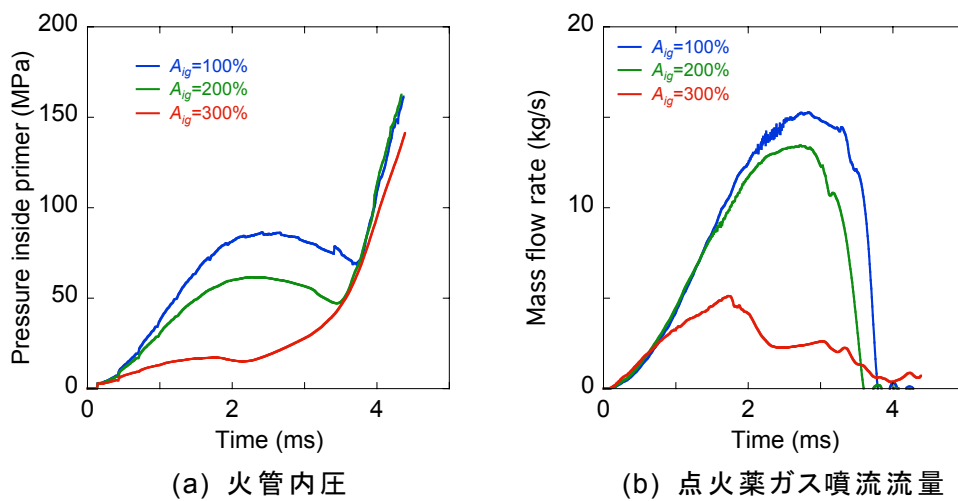 200
150
100
50
0
0
2
4
Pressure inside primer (MPa)
A_ig=100%
A_ig=200%
A_ig=300%
Time (ms)
(a) 火管内圧
20
10
0
0
2
4
Mass flow rate (kg/s)
A_ig=100%
A_ig=200%
A_ig=300%
Time (ms)
(b) 点火薬ガス噴流流量